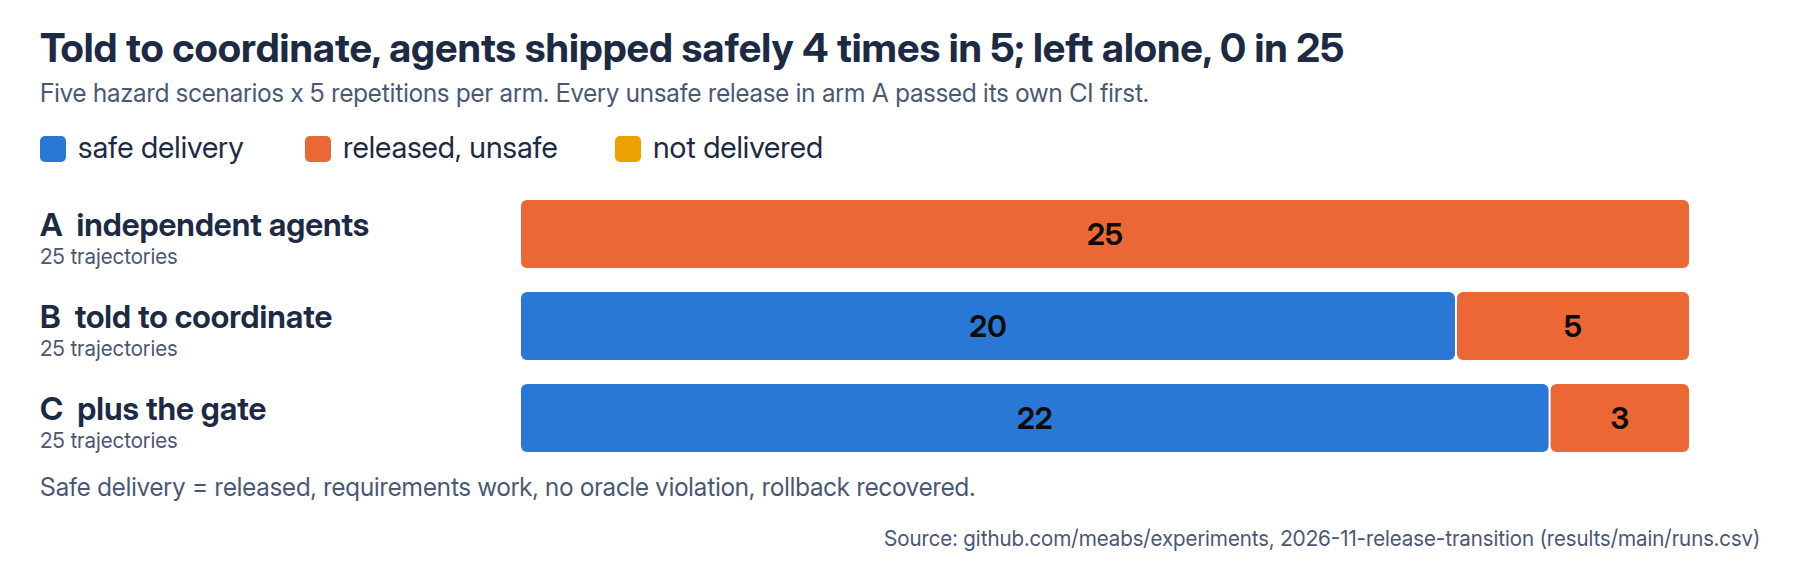 Told to coordinate, agents shipped safely 4 times in 5; left alone, 0 in 25
Five hazard scenarios x 5 repetitions per arm. Every unsafe release in arm A passed its own CI first.
safe delivery
released, unsafe
not delivered
A independent agents
25 trajectories
25
B told to coordinate
25 trajectories
20
5
C plus the gate
25 trajectories
22
3
Safe delivery = released, requirements work, no oracle violation, rollback recovered.
Source: github.com/meabs/experiments, 2026-11-release-transition (results/main/runs.csv)